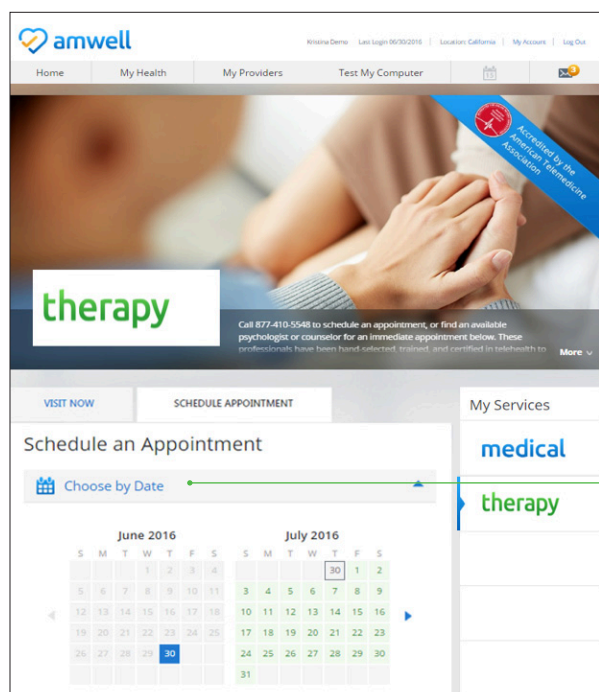 amwell
Kristina Demo Last Login 06/30/2016 | Location: California | My Account | Log Out
Home My Health My Providers Test My Computer 13 3
Accredited by the
American Telemedicine
Association
therapy
Call 877-410-5548 to schedule an appointment, or find an available
psychologist or counselor for an immediate appointment below. These
professionals have been hand-selected, trained, and certified in telehealth to
More
VISIT NOW SCHEDULE APPOINTMENT
Schedule an Appointment
Choose by Date
June 2016
S M T W T F S
1 2 3 4
5 6 7 8 9 10 11
12 13 14 15 16 17 18
19 20 21 22 23 24 25
26 27 28 29 30
July 2016
S M T W T F S
30 1 2
3 4 5 6 7 8 9
10 11 12 13 14 15 16
17 18 19 20 21 22 23
24 25 26 27 28 29 30
31
My Services
medical
therapy